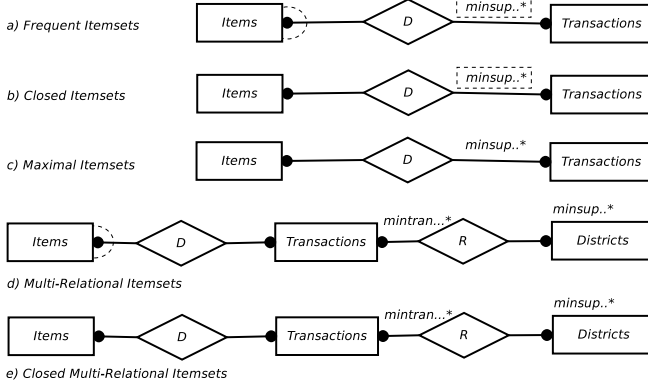 a) Frequent Itemsets Items D minsup..* Transactions
b) Closed Itemsets Items D minsup..* Transactions
c) Maximal Itemsets Items D minsup..* Transactions
Items D Transactions mintran...* R minsup..* Districts
d) Multi-Relational Itemsets
Items D Transactions mintran...* R minsup..* Districts
e) Closed Multi-Relational Itemsets